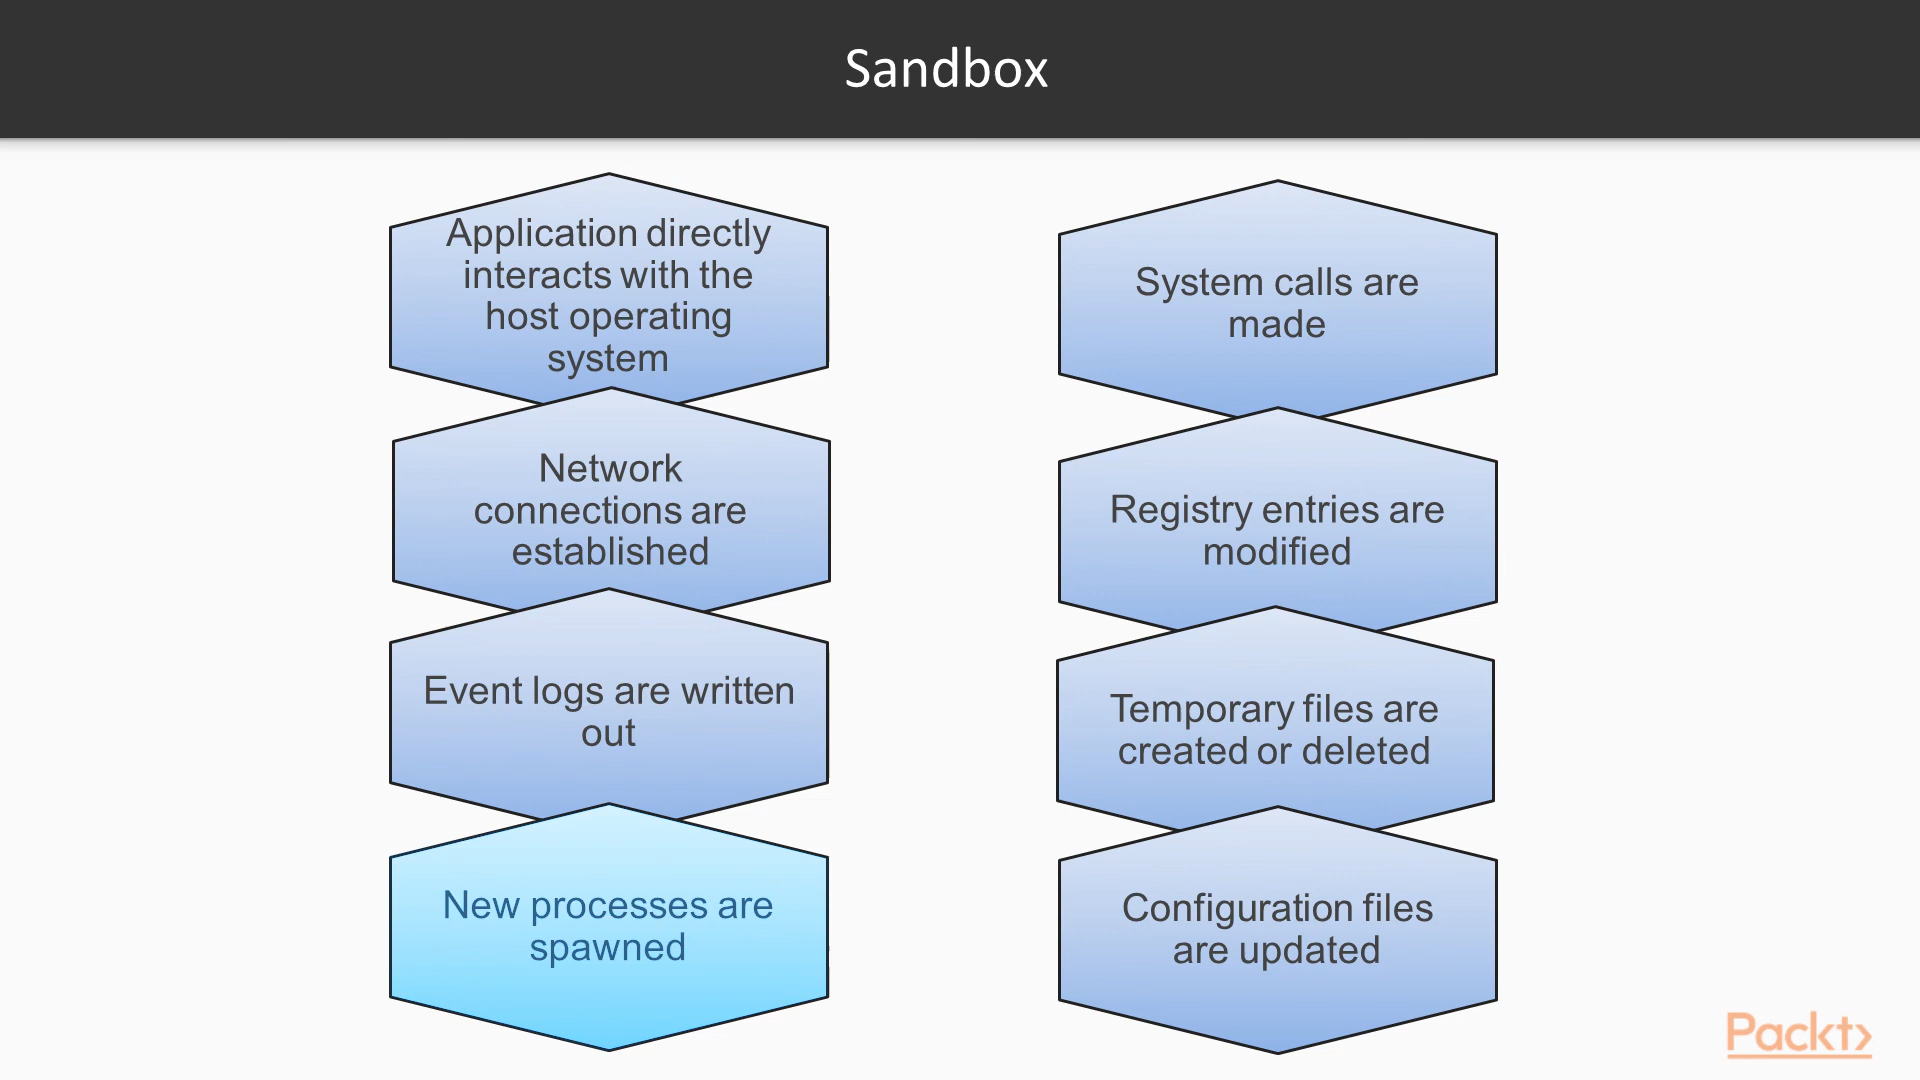 Sandbox
Application directly
interacts with the
host operating
system
Network
connections are
established
Event logs are written
out
New processes are
spawned
System calls are
made
Registry entries are
modified
Temporary files are
created or deleted
Configuration files
are updated
Packt>